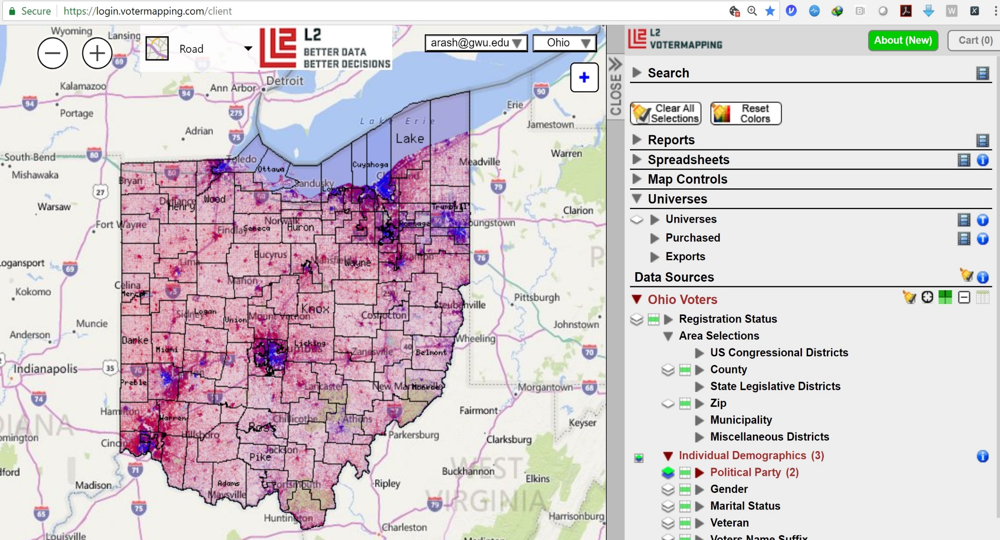 Secure
https://login.votermapping.com/client
Wyoming
Lansing
Road
L2
BETTER DATA
BETTER DECISIONS
arash@gwu.edu
Ohio
L2
VOTERMAPPING
About (New)
Cart (0)
CLOSE
Search
Clear All
Selections
Reset
Colors
Reports
Spreadsheets
Map Controls
Universes
Universes
Purchased
Exports
Data Sources
Ohio Voters
Registration Status
Area Selections
US Congressional Districts
County
State Legislative Districts
Zip
Municipality
Miscellaneous Districts
Individual Demographics (3)
Political Party (2)
Gender
Marital Status
Veteran
Voters Name Suffix
69
96
Detroit
Kalamazoo
94
Ann Arbor
90
94
Portage
275
Erie
Lake Erie
Jamestown
Adrian
75
Lake
South Bend
80
Toledo
Warren
Mishawaka
Ottawa
Cuyahoga
Meadville
Bryan
Sandusky
79
27
Defiance
Henry
Wood
Warsaw
Trumbull
Clarion
Fort Wayne
Norwalk
Findlay
Seneca
Huron
Portage
Youngstown
Bucyrus
Mansfield
Wayne
Canton
76
Logansport
69
Lima
Marion
Celina
Mercer
75
Kokomo
Knox
Steubenville
Pittsburgh
Sidney
Logan
Union
Mount Vernon
Coshocton
Muncie
Johnstown
Anderson
Darke
Miami
Licking
Columbus
Zanesville
40
Belmont
Wheeling
70
Indianapolis
35
70
Preble
Lancaster
New Martinsville
Monroe
Morgantown
68
74
71
Hamilton
Warren
77
Fairmont
Chillicothe
Athens
Keyser
INDIANA
Bloomington
Ross
Hillsboro
Parkersburg
Clarksburg
Jackson
Pike
WEST
VIRGINIA
71
Buckhannon
Elkins
Madison
Adams
Portsmouth
Ripley
Maysville
79
75
65
Huntington
Harrisonburg
Charleston
Louisville